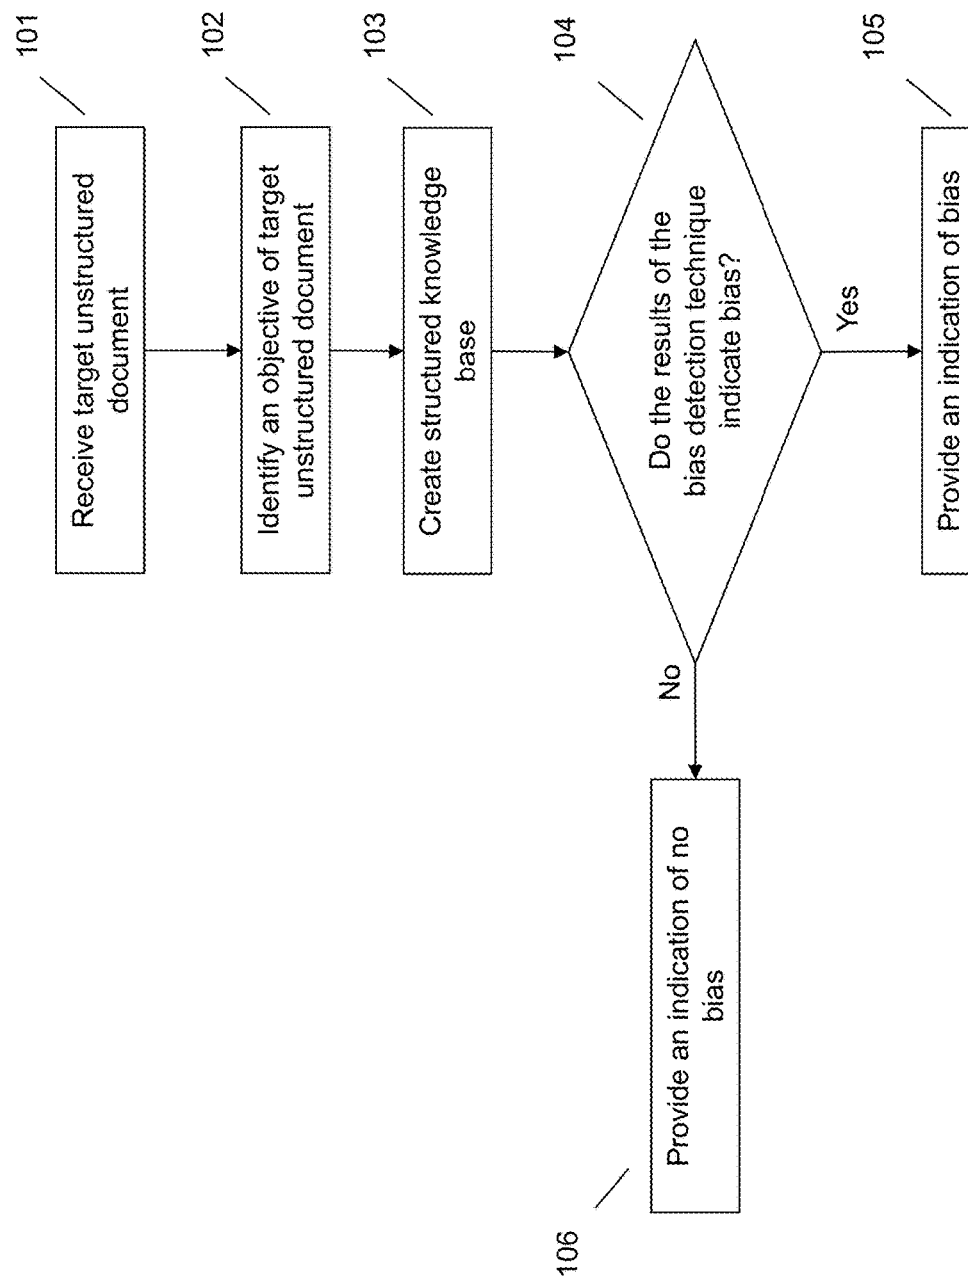 101
Receive target unstructured
document
102
Identify an objective of target
unstructured document
103
Create structured knowledge
base
104
Do the results of the
bias detection technique
indicate bias?
No
Yes
106
Provide an indication of no
bias
105
Provide an indication of bias